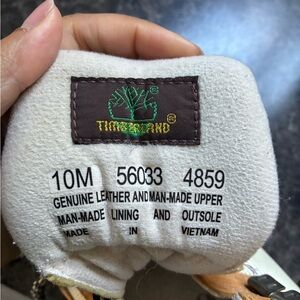 TIMBERLAND®
10M 56033 4859
GENUINE LEATHER AND MAN-MADE UPPER
MAN-MADE LINING AND OUTSOLE
MADE IN VIETNAM